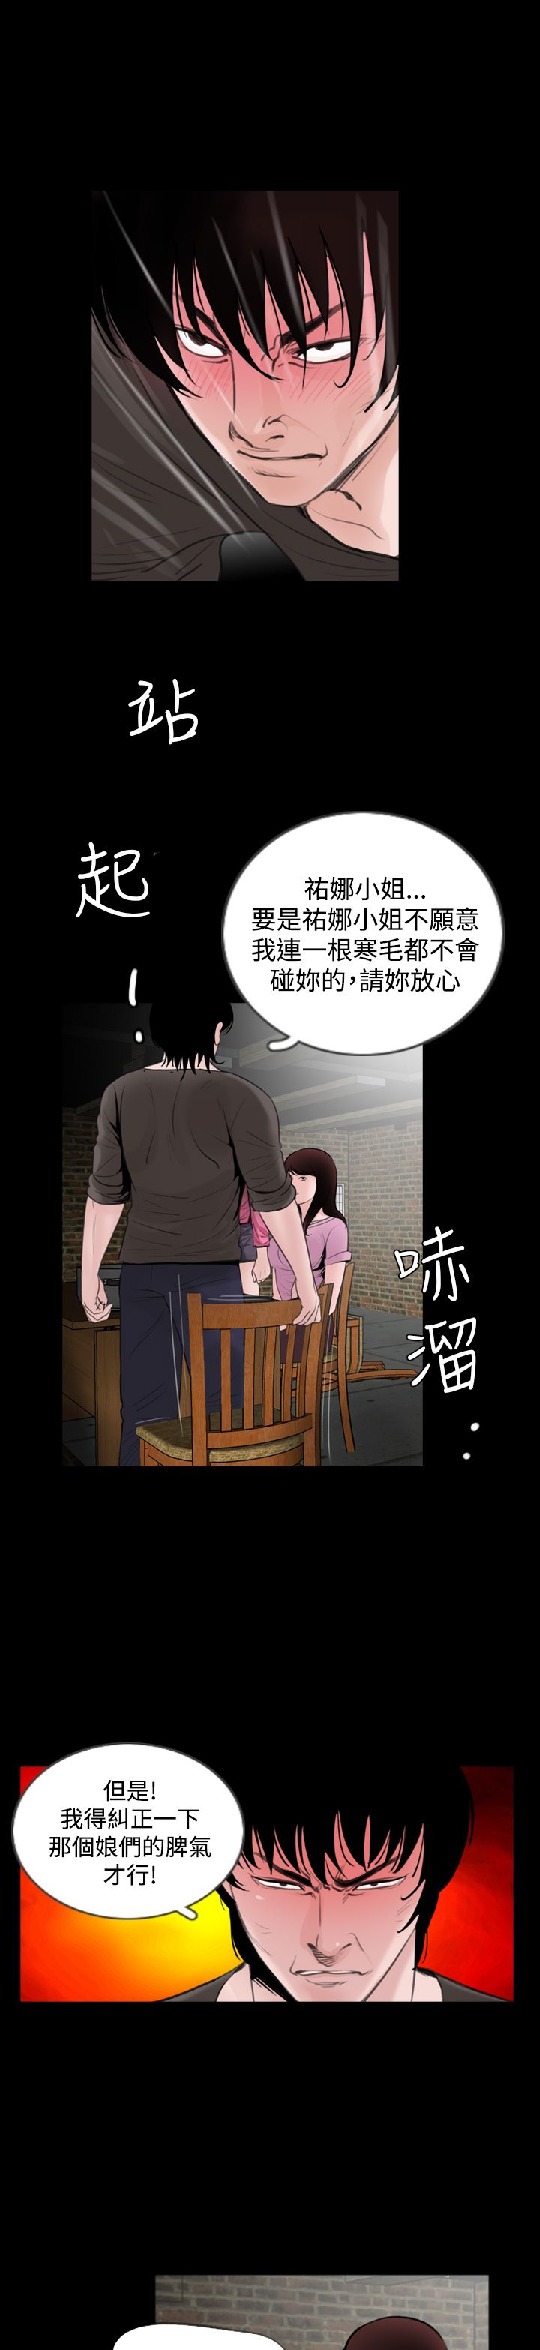 站
起
祐娜小姐...
要是祐娜小姐不願意
我連一根寒毛都不會
碰妳的，請妳放心
哧
溜
但是!
我得糾正一下
那個娘們的脾氣
才行!